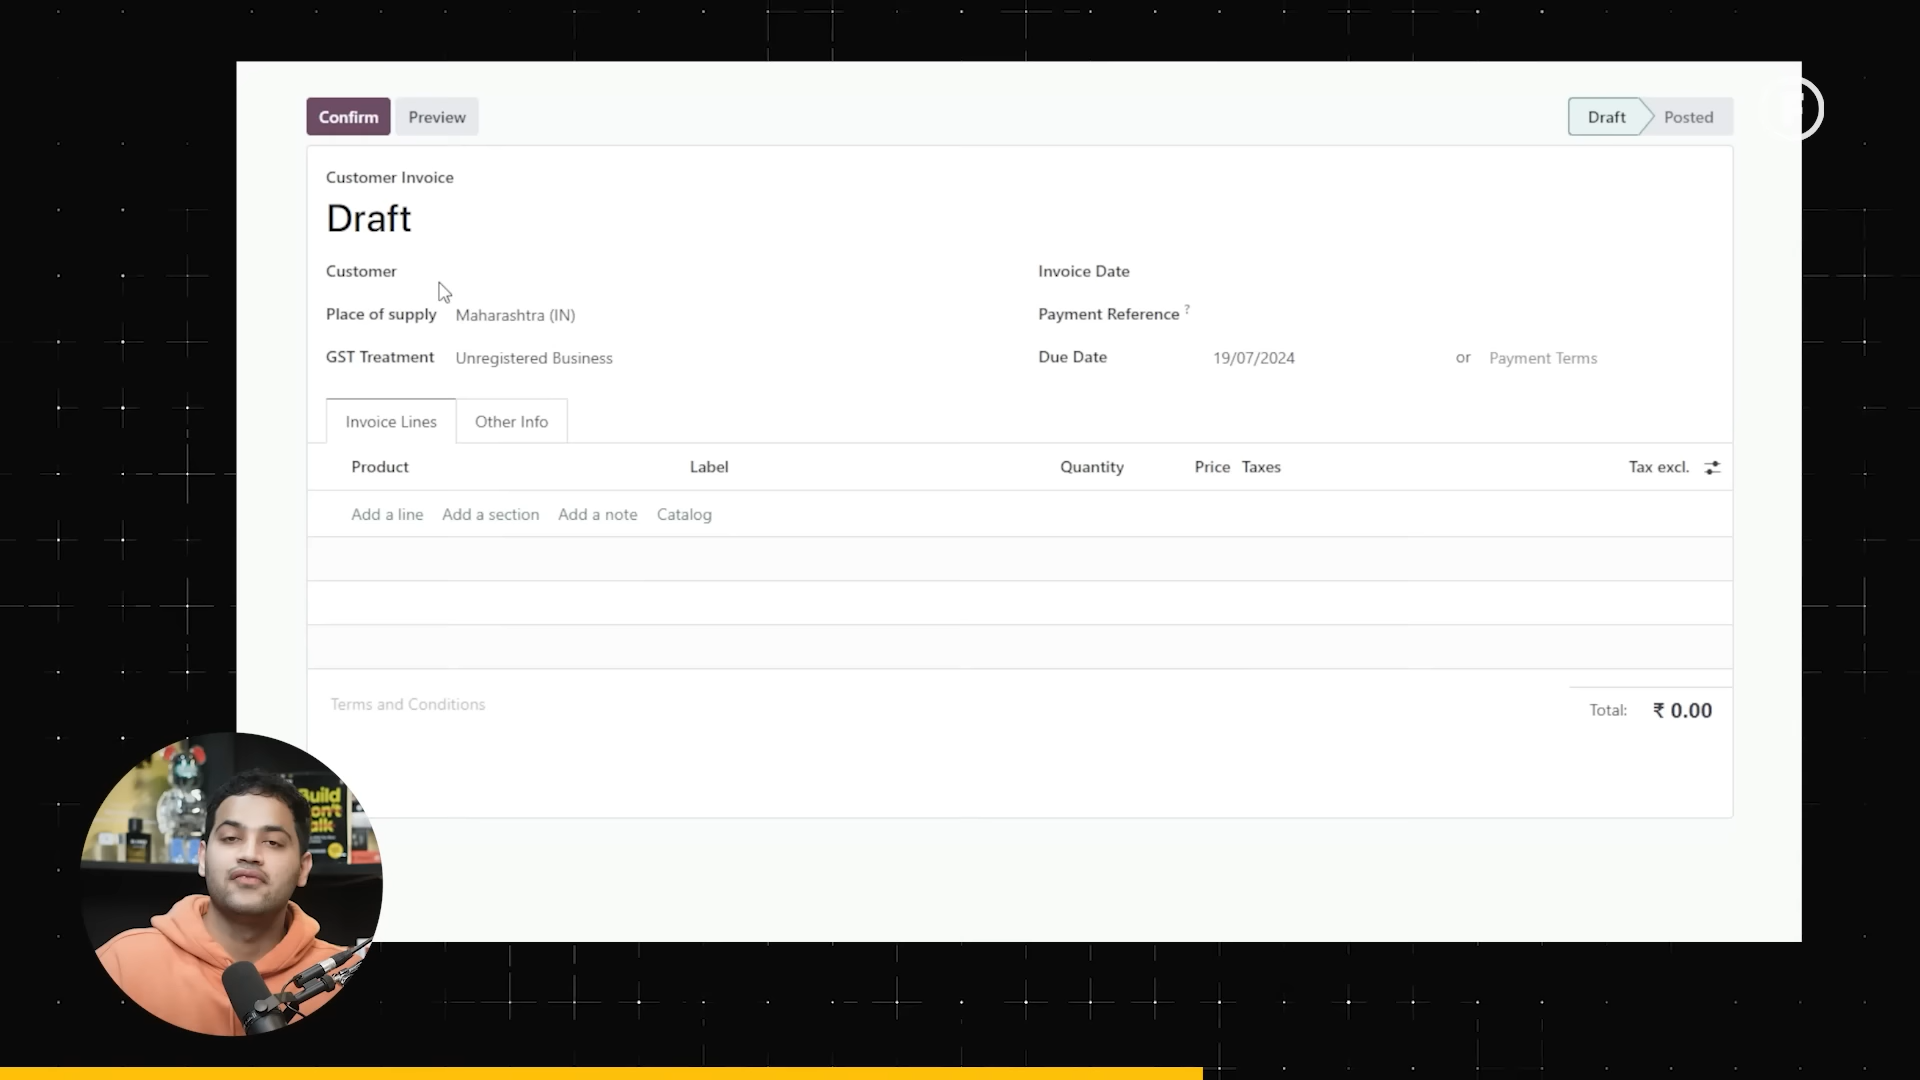 Confirm Preview Draft Posted
Customer Invoice
Draft
Customer Invoice Date
Place of supply Maharashtra (IN) Payment Reference ?
GST Treatment Unregistered Business Due Date 19/07/2024 or Payment Terms
Invoice Lines Other Info
Product Label Quantity Price Taxes Tax excl.
Add a line Add a section Add a note Catalog
Terms and Conditions Total: ₹ 0.00
Build